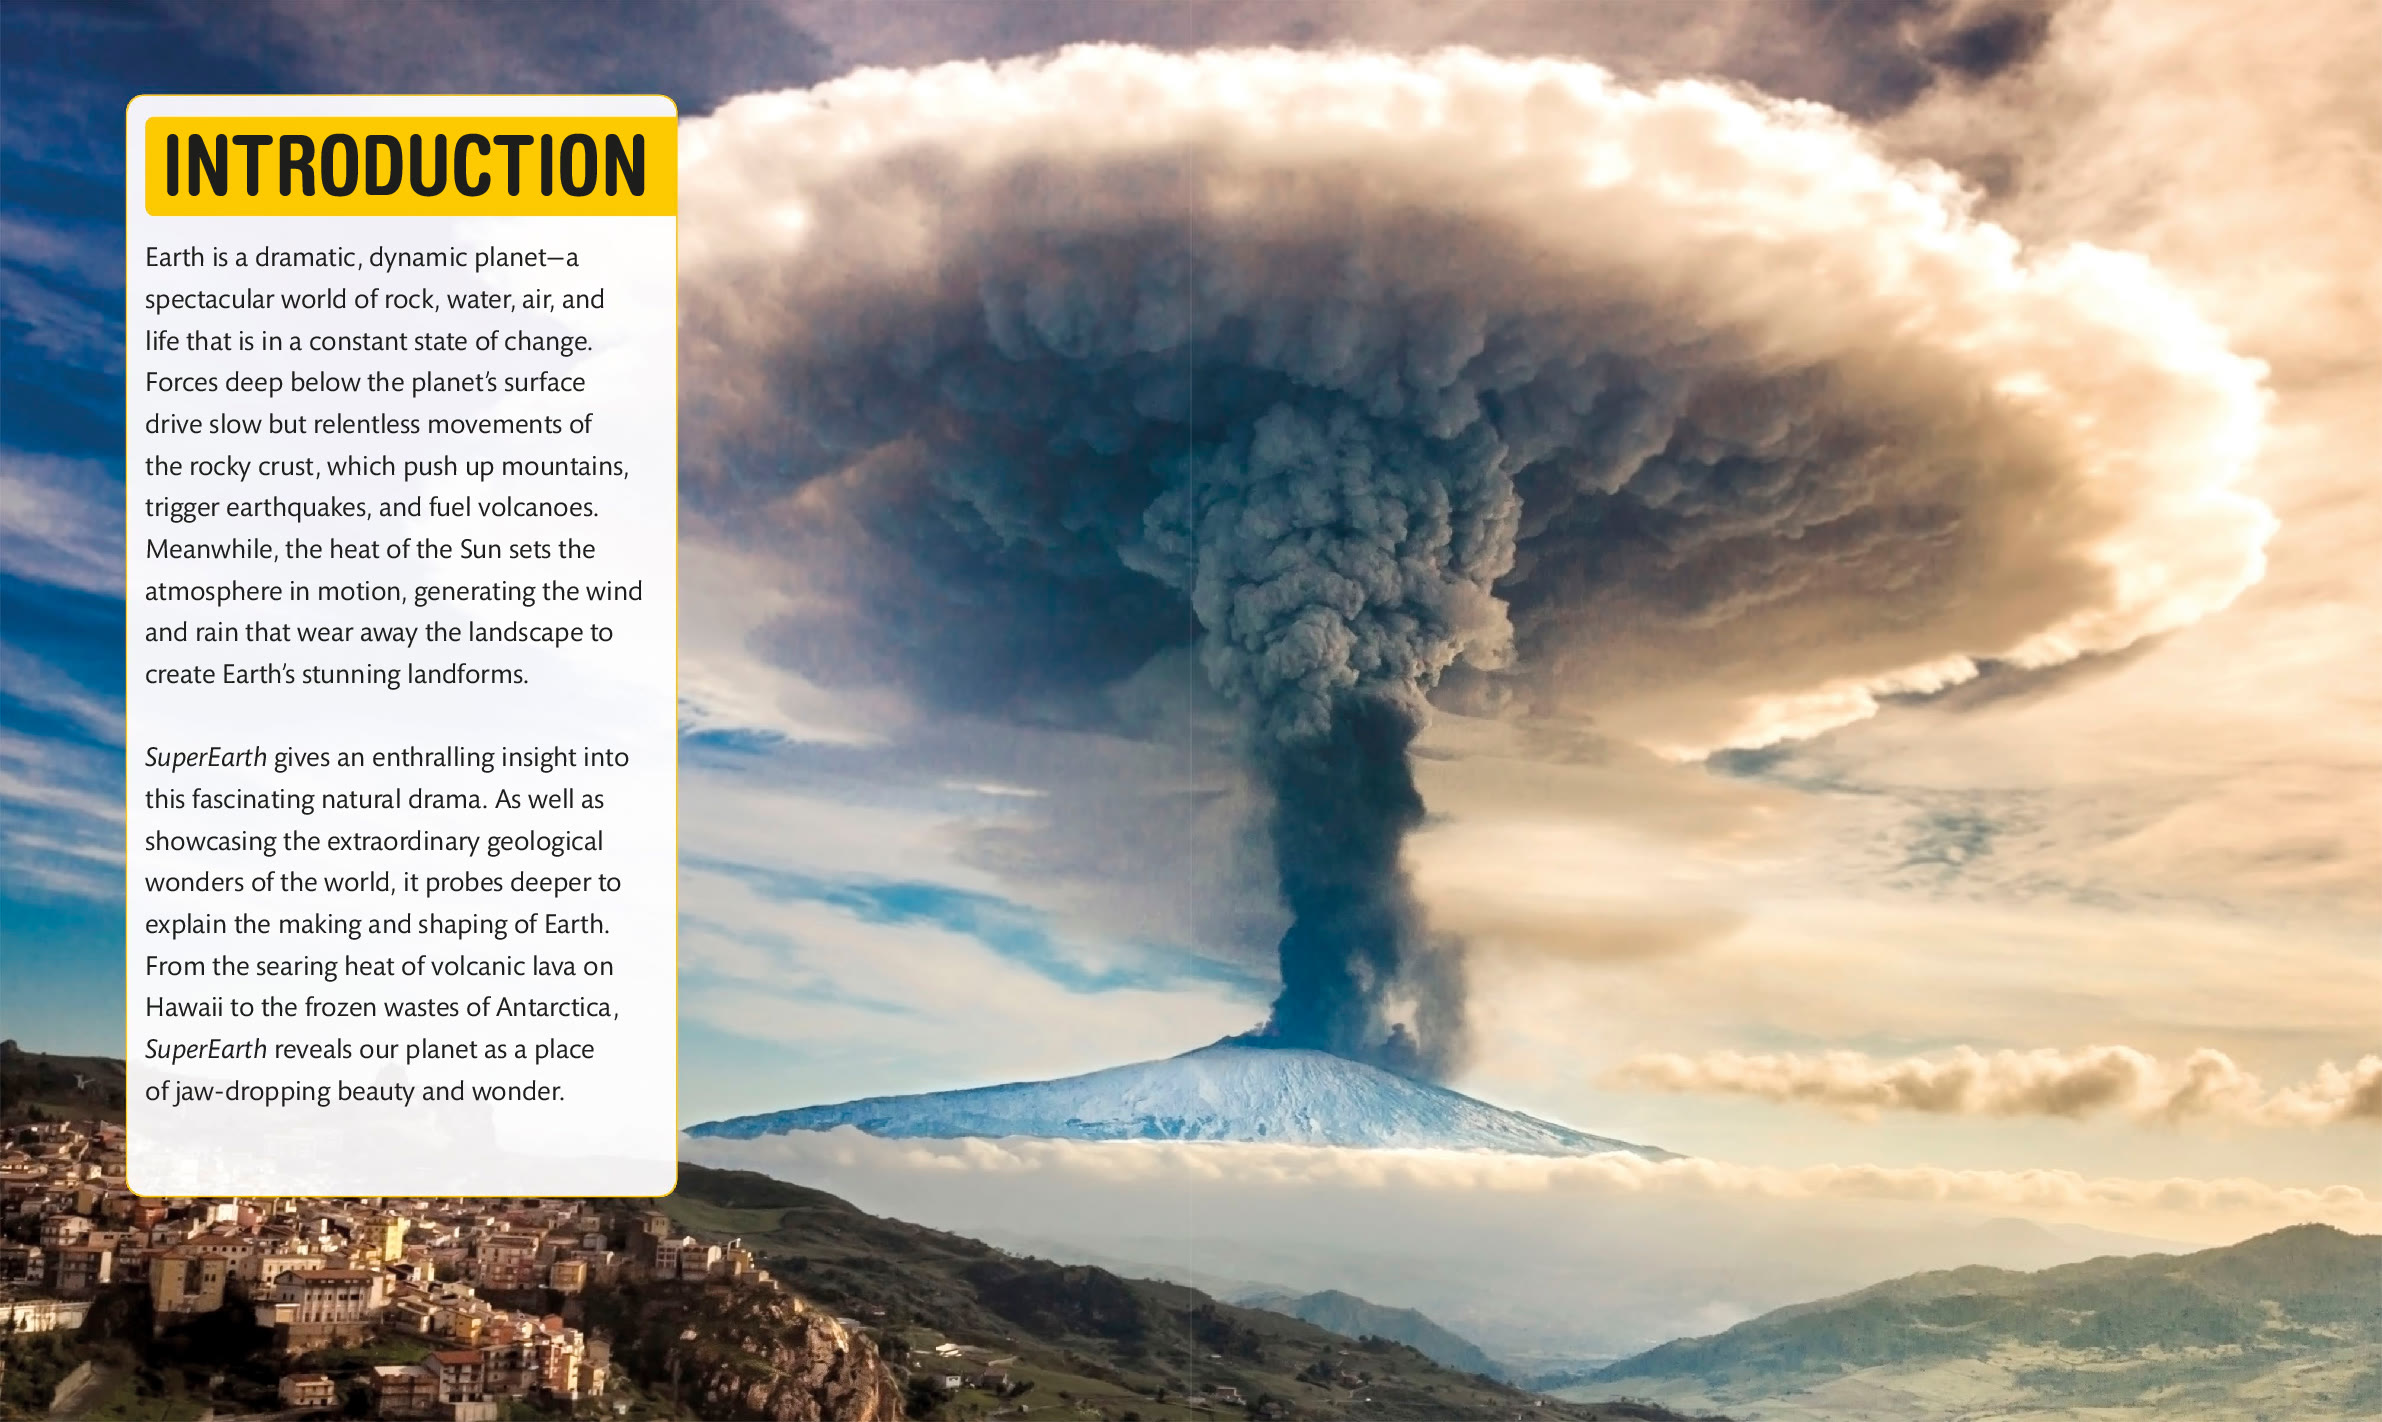 INTRODUCTION
Earth is a dramatic, dynamic planet—a
spectacular world of rock, water, air, and
life that is in a constant state of change.
Forces deep below the planet’s surface
drive slow but relentless movements of
the rocky crust, which push up mountains,
trigger earthquakes, and fuel volcanoes.
Meanwhile, the heat of the Sun sets the
atmosphere in motion, generating the wind
and rain that wear away the landscape to
create Earth’s stunning landforms.
SuperEarth gives an enthralling insight into
this fascinating natural drama. As well as
showcasing the extraordinary geological
wonders of the world, it probes deeper to
explain the making and shaping of Earth.
From the searing heat of volcanic lava on
Hawaii to the frozen wastes of Antarctica,
SuperEarth reveals our planet as a place
of jaw-dropping beauty and wonder.